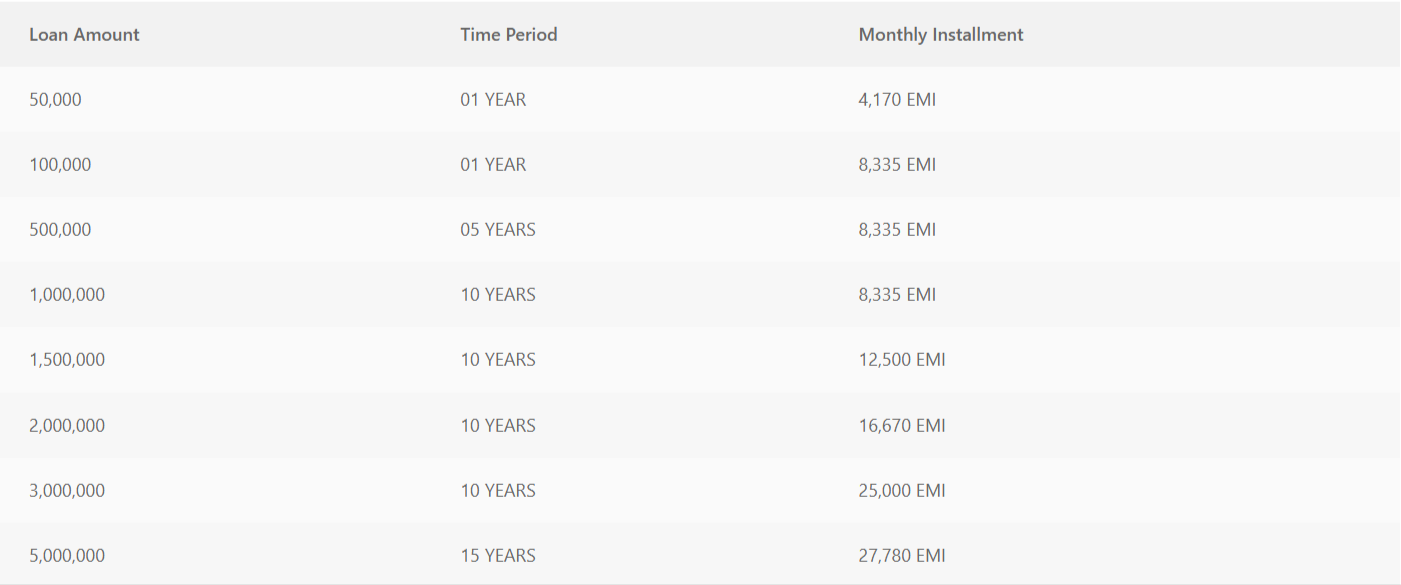 Loan Amount Time Period Monthly Installment
50,000 01 YEAR 4,170 EMI
100,000 01 YEAR 8,335 EMI
500,000 05 YEARS 8,335 EMI
1,000,000 10 YEARS 8,335 EMI
1,500,000 10 YEARS 12,500 EMI
2,000,000 10 YEARS 16,670 EMI
3,000,000 10 YEARS 25,000 EMI
5,000,000 15 YEARS 27,780 EMI